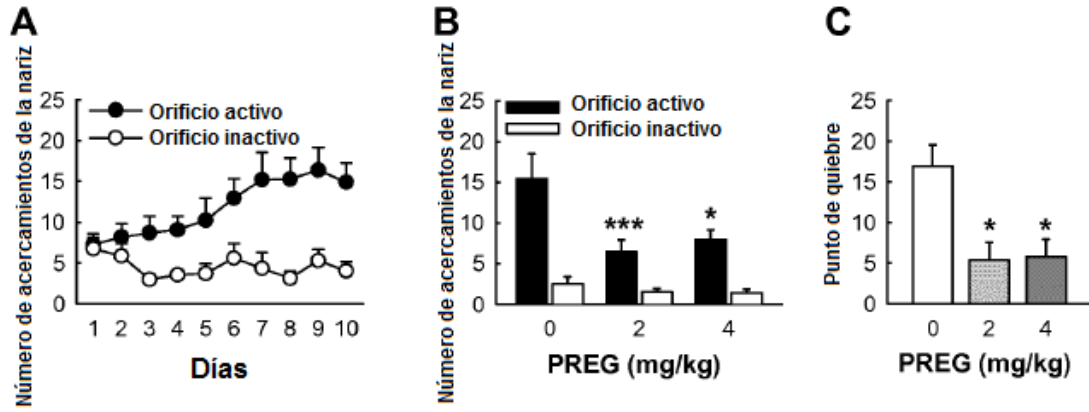 A
Número de acercamientos de la nariz
25
20
15
10
5
0
Orificio activo
Orificio inactivo
1 2 3 4 5 6 7 8 9 10
Días
B
Número de acercamientos de la nariz
25
20
15
10
5
0
Orificio activo
Orificio inactivo
*** *
0 2 4
PREG (mg/kg)
C
Punto de quiebre
25
20
15
10
5
0
* *
0 2 4
PREG (mg/kg)